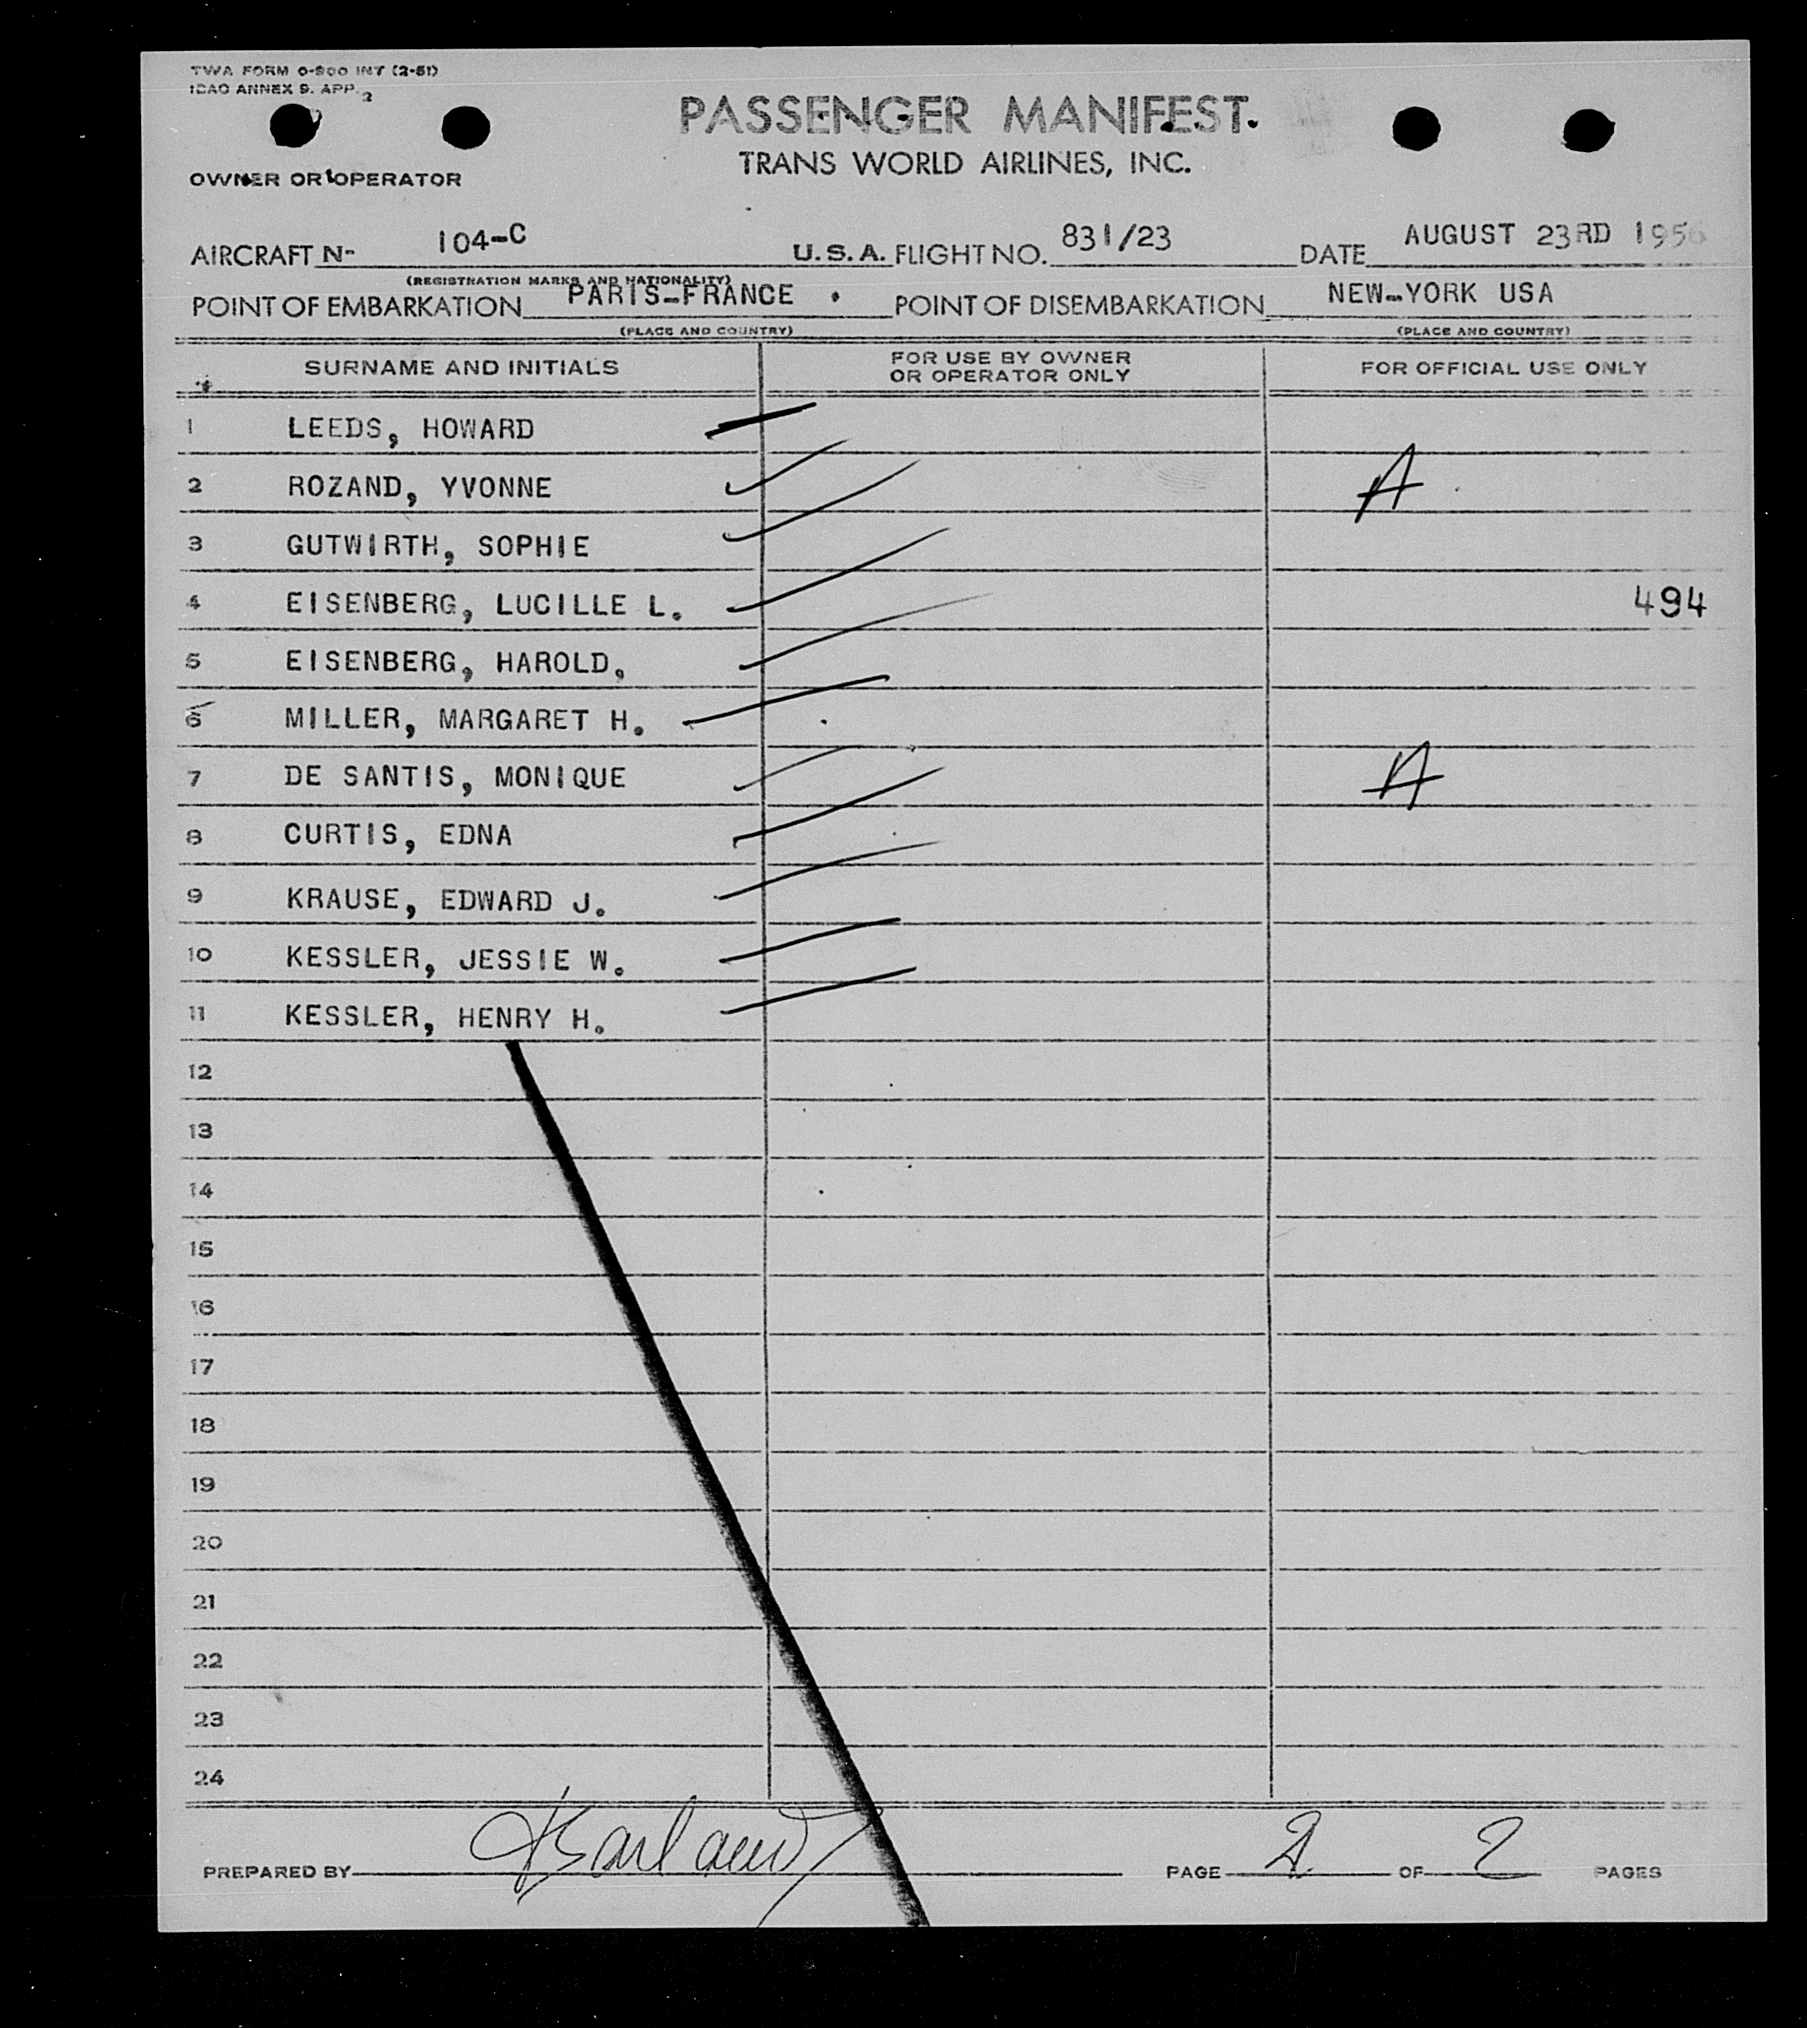 TWA FORM 0-900 INT (2-51)
ICAO ANNEX 9. APP. 2
PASSENGER MANIFEST.
TRANS WORLD AIRLINES, INC.
OWNER OR OPERATOR
AIRCRAFT N- 104-C U.S.A. FLIGHT NO. 831/23 DATE AUGUST 23RD 1956
(REGISTRATION MARKS AND NATIONALITY)
POINT OF EMBARKATION PARIS-FRANCE . POINT OF DISEMBARKATION NEW-YORK USA
(PLACE AND COUNTRY) (PLACE AND COUNTRY)
SURNAME AND INITIALS FOR USE BY OWNER OR OPERATOR ONLY FOR OFFICIAL USE ONLY
1 LEEDS, HOWARD
2 ROZAND, YVONNE A
3 GUTWIRTH, SOPHIE
4 EISENBERG, LUCILLE L. 494
5 EISENBERG, HAROLD.
6 MILLER, MARGARET H.
7 DE SANTIS, MONIQUE A
8 CURTIS, EDNA
9 KRAUSE, EDWARD J.
10 KESSLER, JESSIE W.
11 KESSLER, HENRY H.
12
13
14
15
16
17
18
19
20
21
22
23
24
PREPARED BY PAGE 2 OF 2 PAGES